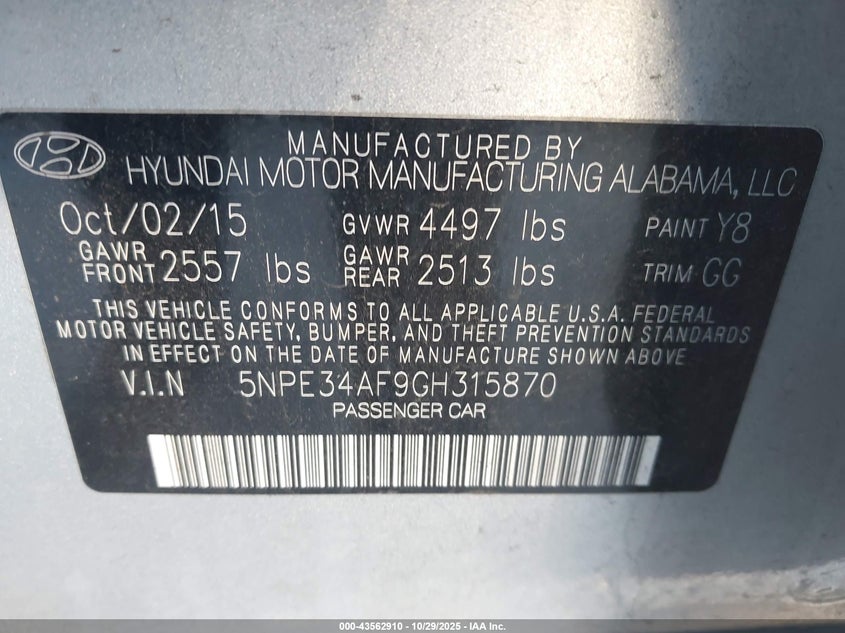 MANUFACTURED BY
HYUNDAI MOTOR MANUFACTURING ALABAMA, LLC
Oct/02/15 GVWR 4497 lbs PAINT Y8
GAWR FRONT 2557 lbs GAWR REAR 2513 lbs TRIM GG
THIS VEHICLE CONFORMS TO ALL APPLICABLE U.S.A. FEDERAL
MOTOR VEHICLE SAFETY, BUMPER, AND THEFT PREVENTION STANDARDS
IN EFFECT ON THE DATE OF MANUFACTURE SHOWN ABOVE
V.I.N 5NPE34AF9GH315870
PASSENGER CAR
000-43562910 - 10/29/2025 - IAA Inc.